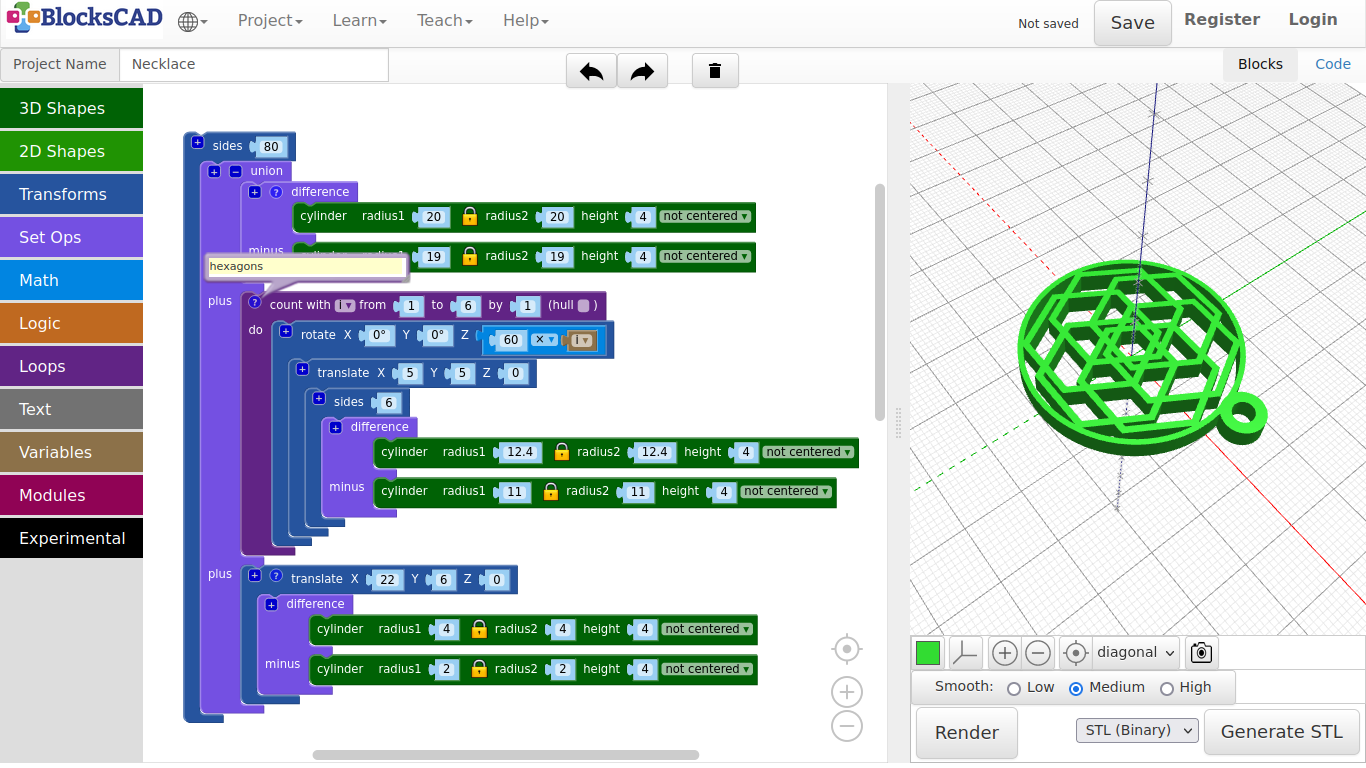 BlocksCAD Project Learn Teach Help Not saved Save Register Login
Project Name Necklace Blocks Code
3D Shapes
2D Shapes
Transforms
Set Ops
Math
Logic
Loops
Text
Variables
Modules
Experimental
sides 80
union
difference
cylinder radius1 20 radius2 20 height 4 not centered
minus 19 radius2 19 height 4 not centered
hexagons
plus count with i from 1 to 6 by 1 (hull )
do rotate X 0° Y 0° Z 60 × i
translate X 5 Y 5 Z 0
sides 6
difference
cylinder radius1 12.4 radius2 12.4 height 4 not centered
minus cylinder radius1 11 radius2 11 height 4 not centered
plus translate X 22 Y 6 Z 0
difference
cylinder radius1 4 radius2 4 height 4 not centered
minus cylinder radius1 2 radius2 2 height 4 not centered
diagonal
Smooth: Low Medium High
Render STL (Binary) Generate STL